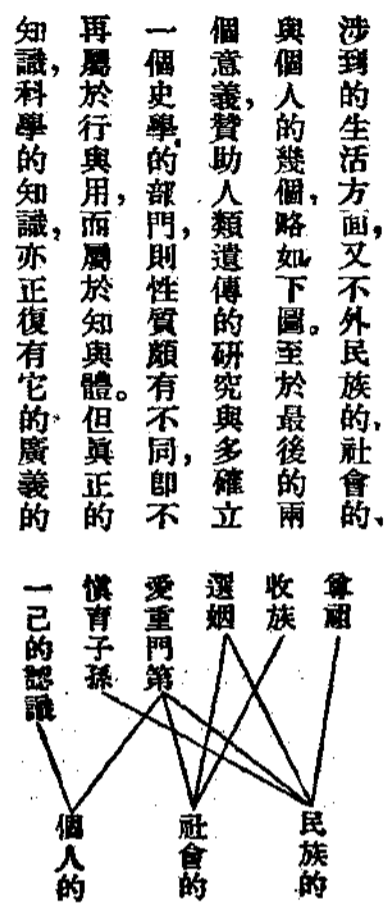 涉到的生活方面,又不外民族的、社會的、
與個人的幾個,略如下圖。至於最後的兩
個意義,贊助人類遺傳的研究與多確立
一個史學的部門,則性質頗有不同,即不
再屬於行與用,而屬於知與體。但眞正的
知識,科學的知識,亦正復有它的廣義的
尊祖
收族
選姻
愛重門第
慎育子孫
一己的認識
民族的
社會的
個人的